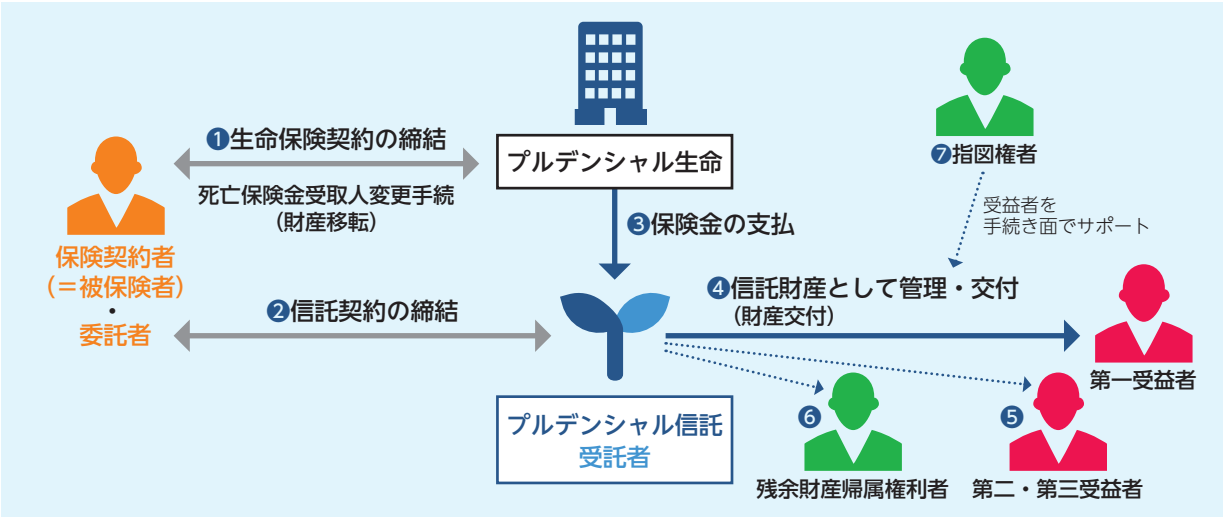 ❶生命保険契約の締結
死亡保険金受取人変更手続
(財産移転)
プルデンシャル生命
❼指図権者
受益者を
手続き面でサポート
❸保険金の支払
保険契約者
(＝被保険者)
・
委託者
❷信託契約の締結
❹信託財産として管理・交付
(財産交付)
第一受益者
プルデンシャル信託
受託者
❻
残余財産帰属権利者
❺
第二・第三受益者